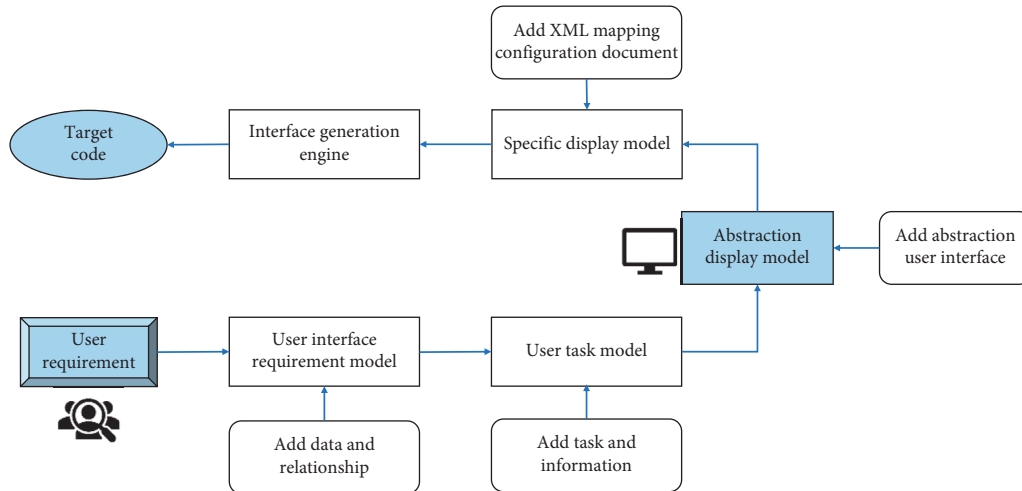 Add XML mapping
configuration document
Target
code
Interface generation
engine
Specific display model
Abstraction
display model
Add abstraction
user interface
User
requirement
User interface
requirement model
User task model
Add data and
relationship
Add task and
information